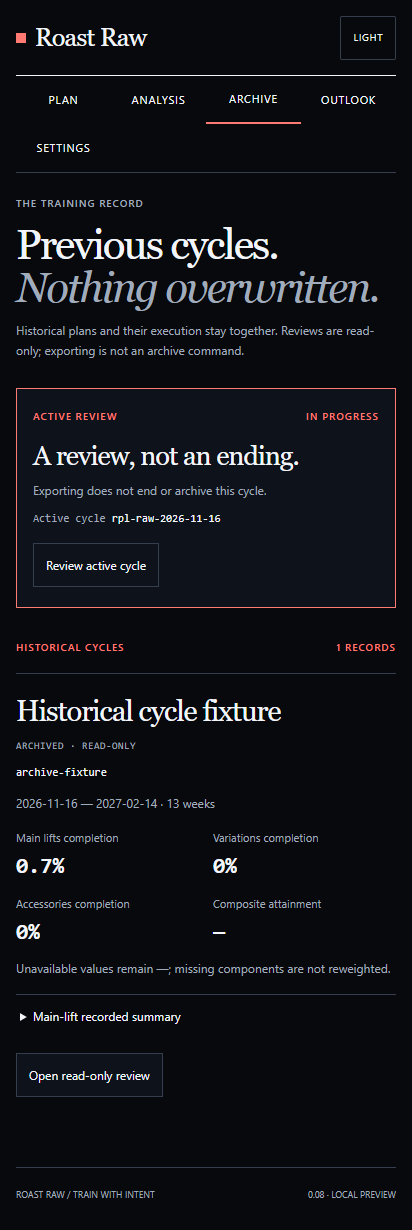 Roast Raw
LIGHT
PLAN ANALYSIS ARCHIVE OUTLOOK
SETTINGS
THE TRAINING RECORD
Previous cycles.
Nothing overwritten.
Historical plans and their execution stay together. Reviews are read-
only; exporting is not an archive command.
ACTIVE REVIEW IN PROGRESS
A review, not an ending.
Exporting does not end or archive this cycle.
Active cycle rpl-raw-2026-11-16
Review active cycle
HISTORICAL CYCLES 1 RECORDS
Historical cycle fixture
ARCHIVED · READ-ONLY
archive-fixture
2026-11-16 — 2027-02-14 · 13 weeks
Main lifts completion Variations completion
0.7% 0%
Accessories completion Composite attainment
0% —
Unavailable values remain —; missing components are not reweighted.
Main-lift recorded summary
Open read-only review
ROAST RAW / TRAIN WITH INTENT 0.08 · LOCAL PREVIEW